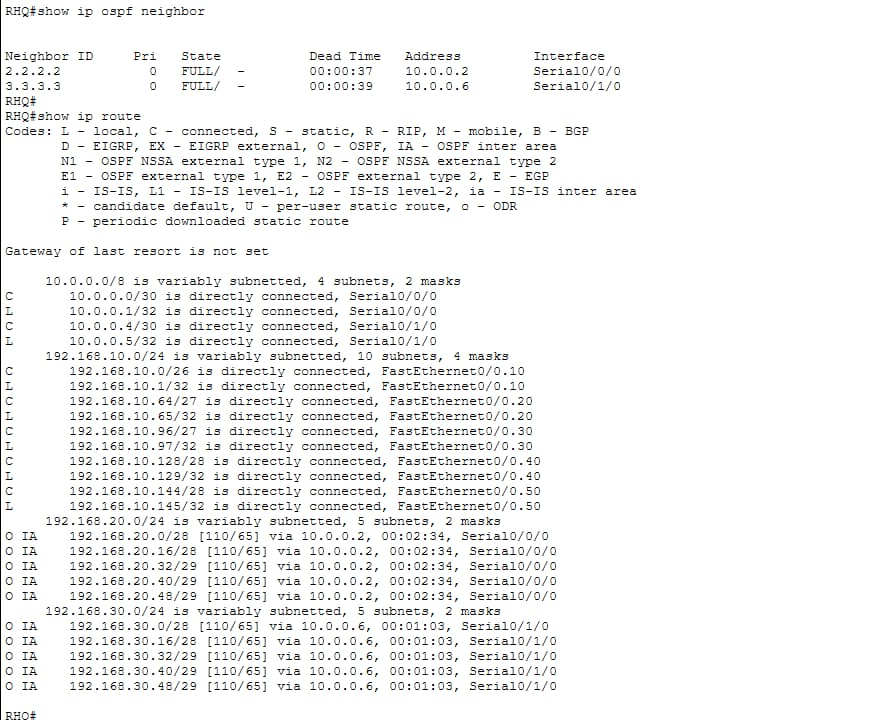 RHQ#show ip ospf neighbor
Neighbor ID     Pri   State           Dead Time   Address         Interface
2.2.2.2           0   FULL/  -        00:00:37    10.0.0.2        Serial0/0/0
3.3.3.3           0   FULL/  -        00:00:39    10.0.0.6        Serial0/1/0
RHQ#
RHQ#show ip route
Codes: L - local, C - connected, S - static, R - RIP, M - mobile, B - BGP
       D - EIGRP, EX - EIGRP external, O - OSPF, IA - OSPF inter area
       N1 - OSPF NSSA external type 1, N2 - OSPF NSSA external type 2
       E1 - OSPF external type 1, E2 - OSPF external type 2, E - EGP
       i - IS-IS, L1 - IS-IS level-1, L2 - IS-IS level-2, ia - IS-IS inter area
       * - candidate default, U - per-user static route, o - ODR
       P - periodic downloaded static route
Gateway of last resort is not set
     10.0.0.0/8 is variably subnetted, 4 subnets, 2 masks
C       10.0.0.0/30 is directly connected, Serial0/0/0
L       10.0.0.1/32 is directly connected, Serial0/0/0
C       10.0.0.4/30 is directly connected, Serial0/1/0
L       10.0.0.5/32 is directly connected, Serial0/1/0
     192.168.10.0/24 is variably subnetted, 10 subnets, 4 masks
C       192.168.10.0/26 is directly connected, FastEthernet0/0.10
L       192.168.10.1/32 is directly connected, FastEthernet0/0.10
C       192.168.10.64/27 is directly connected, FastEthernet0/0.20
L       192.168.10.65/32 is directly connected, FastEthernet0/0.20
C       192.168.10.96/27 is directly connected, FastEthernet0/0.30
L       192.168.10.97/32 is directly connected, FastEthernet0/0.30
C       192.168.10.128/28 is directly connected, FastEthernet0/0.40
L       192.168.10.129/32 is directly connected, FastEthernet0/0.40
C       192.168.10.144/28 is directly connected, FastEthernet0/0.50
L       192.168.10.145/32 is directly connected, FastEthernet0/0.50
     192.168.20.0/24 is variably subnetted, 5 subnets, 2 masks
O IA    192.168.20.0/28 [110/65] via 10.0.0.2, 00:02:34, Serial0/0/0
O IA    192.168.20.16/28 [110/65] via 10.0.0.2, 00:02:34, Serial0/0/0
O IA    192.168.20.32/29 [110/65] via 10.0.0.2, 00:02:34, Serial0/0/0
O IA    192.168.20.40/29 [110/65] via 10.0.0.2, 00:02:34, Serial0/0/0
O IA    192.168.20.48/29 [110/65] via 10.0.0.2, 00:02:34, Serial0/0/0
     192.168.30.0/24 is variably subnetted, 5 subnets, 2 masks
O IA    192.168.30.0/28 [110/65] via 10.0.0.6, 00:01:03, Serial0/1/0
O IA    192.168.30.16/28 [110/65] via 10.0.0.6, 00:01:03, Serial0/1/0
O IA    192.168.30.32/29 [110/65] via 10.0.0.6, 00:01:03, Serial0/1/0
O IA    192.168.30.40/29 [110/65] via 10.0.0.6, 00:01:03, Serial0/1/0
O IA    192.168.30.48/29 [110/65] via 10.0.0.6, 00:01:03, Serial0/1/0
RHQ#